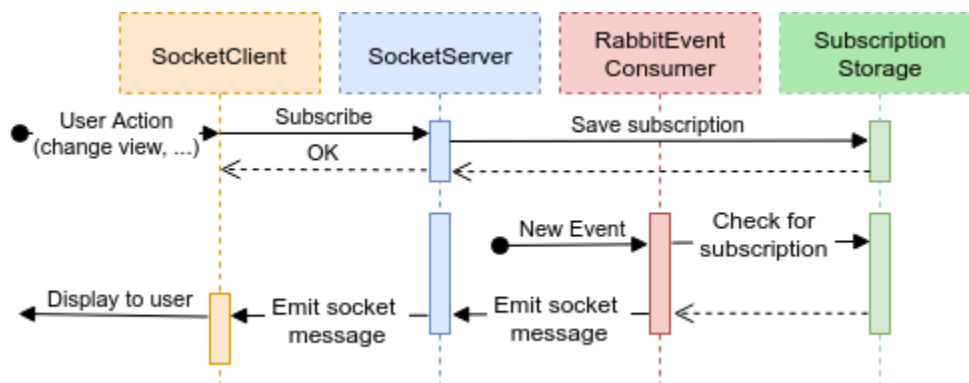 SocketClient
SocketServer
RabbitEvent
Consumer
Subscription
Storage
User Action
(change view, ...)
Subscribe
Save subscription
OK
New Event
Check for
subscription
Display to user
Emit socket
message
Emit socket
message